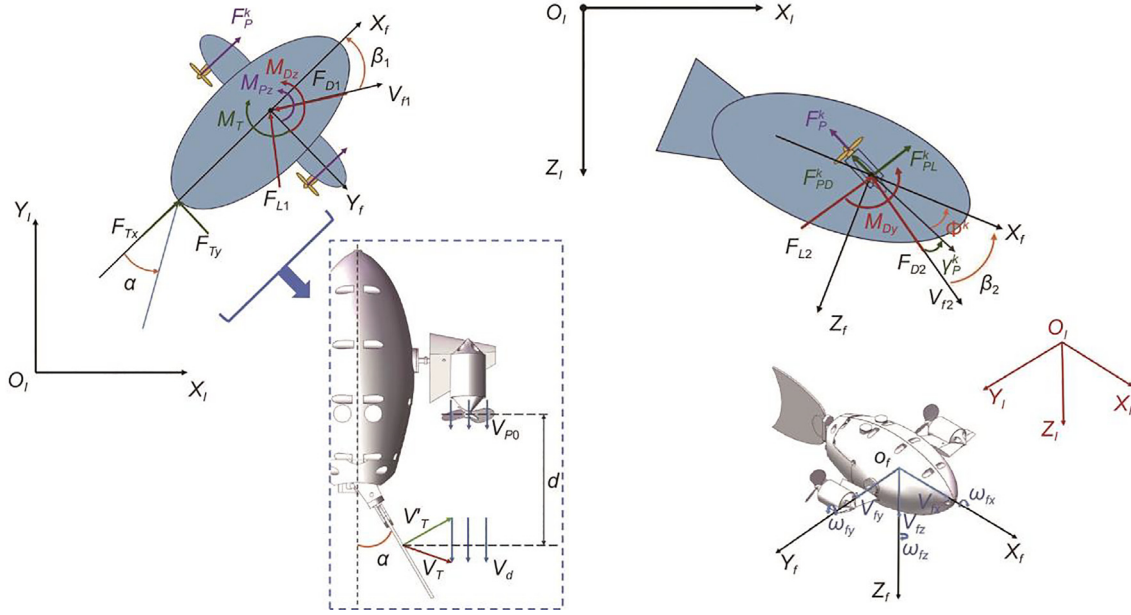 F_P^k
X_f
β_1
M_Dz
M_Pz
F_D1
V_f1
M_T
F_L1
Y_f
F_Tx
F_Ty
α
Y_I
O_I
X_I
V_P0
d
V'_T
α
V_T
V_d
O_I
X_I
Z_I
F_P^k
F_PL^k
F_PD^k
M_Dy
Φ^k
X_f
F_L2
F_D2
γ_P^k
β_2
V_f2
Z_f
O_I
Y_I
X_I
Z_I
o_f
ω_fx
V_fx
V_fy
ω_fy
V_fz
ω_fz
X_f
Y_f
Z_f